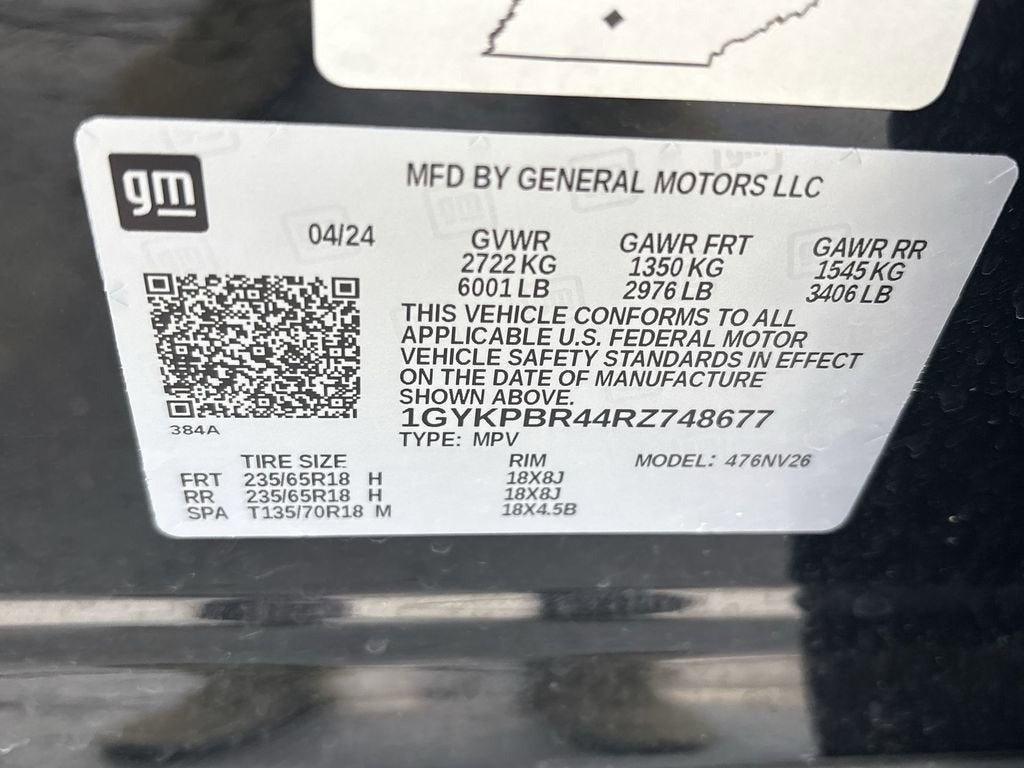 gm
MFD BY GENERAL MOTORS LLC
04/24
GVWR GAWR FRT GAWR RR
2722 KG 1350 KG 1545 KG
6001 LB 2976 LB 3406 LB
THIS VEHICLE CONFORMS TO ALL
APPLICABLE U.S. FEDERAL MOTOR
VEHICLE SAFETY STANDARDS IN EFFECT
ON THE DATE OF MANUFACTURE
SHOWN ABOVE.
1GYKPBR44RZ748677
384A
TYPE: MPV
TIRE SIZE RIM MODEL: 476NV26
FRT 235/65R18 H 18X8J
RR 235/65R18 H 18X8J
SPA T135/70R18 M 18X4.5B